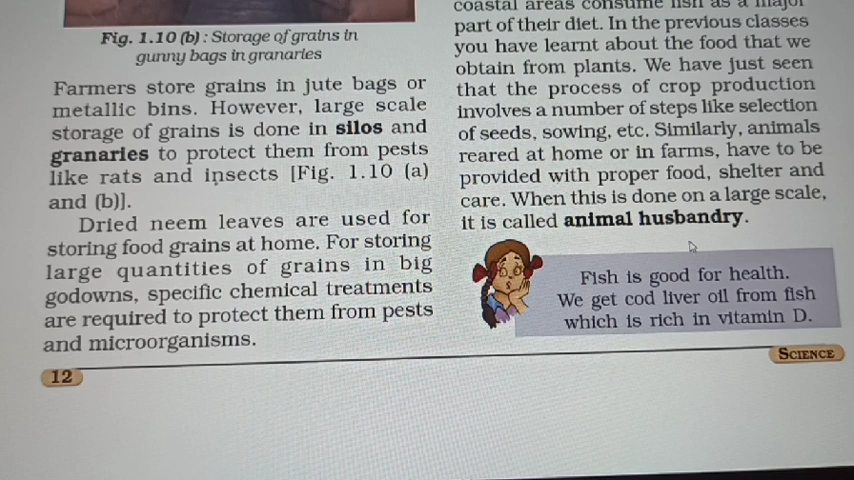 Fig. 1.10 (b) : Storage of grains in
gunny bags in granaries
Farmers store grains in jute bags or
metallic bins. However, large scale
storage of grains is done in silos and
granaries to protect them from pests
like rats and insects [Fig. 1.10 (a)
and (b)].
Dried neem leaves are used for
storing food grains at home. For storing
large quantities of grains in big
godowns, specific chemical treatments
are required to protect them from pests
and microorganisms.
coastal areas consume fish as a major
part of their diet. In the previous classes
you have learnt about the food that we
obtain from plants. We have just seen
that the process of crop production
involves a number of steps like selection
of seeds, sowing, etc. Similarly, animals
reared at home or in farms, have to be
provided with proper food, shelter and
care. When this is done on a large scale,
it is called animal husbandry.
Fish is good for health.
We get cod liver oil from fish
which is rich in vitamin D.
12
SCIENCE